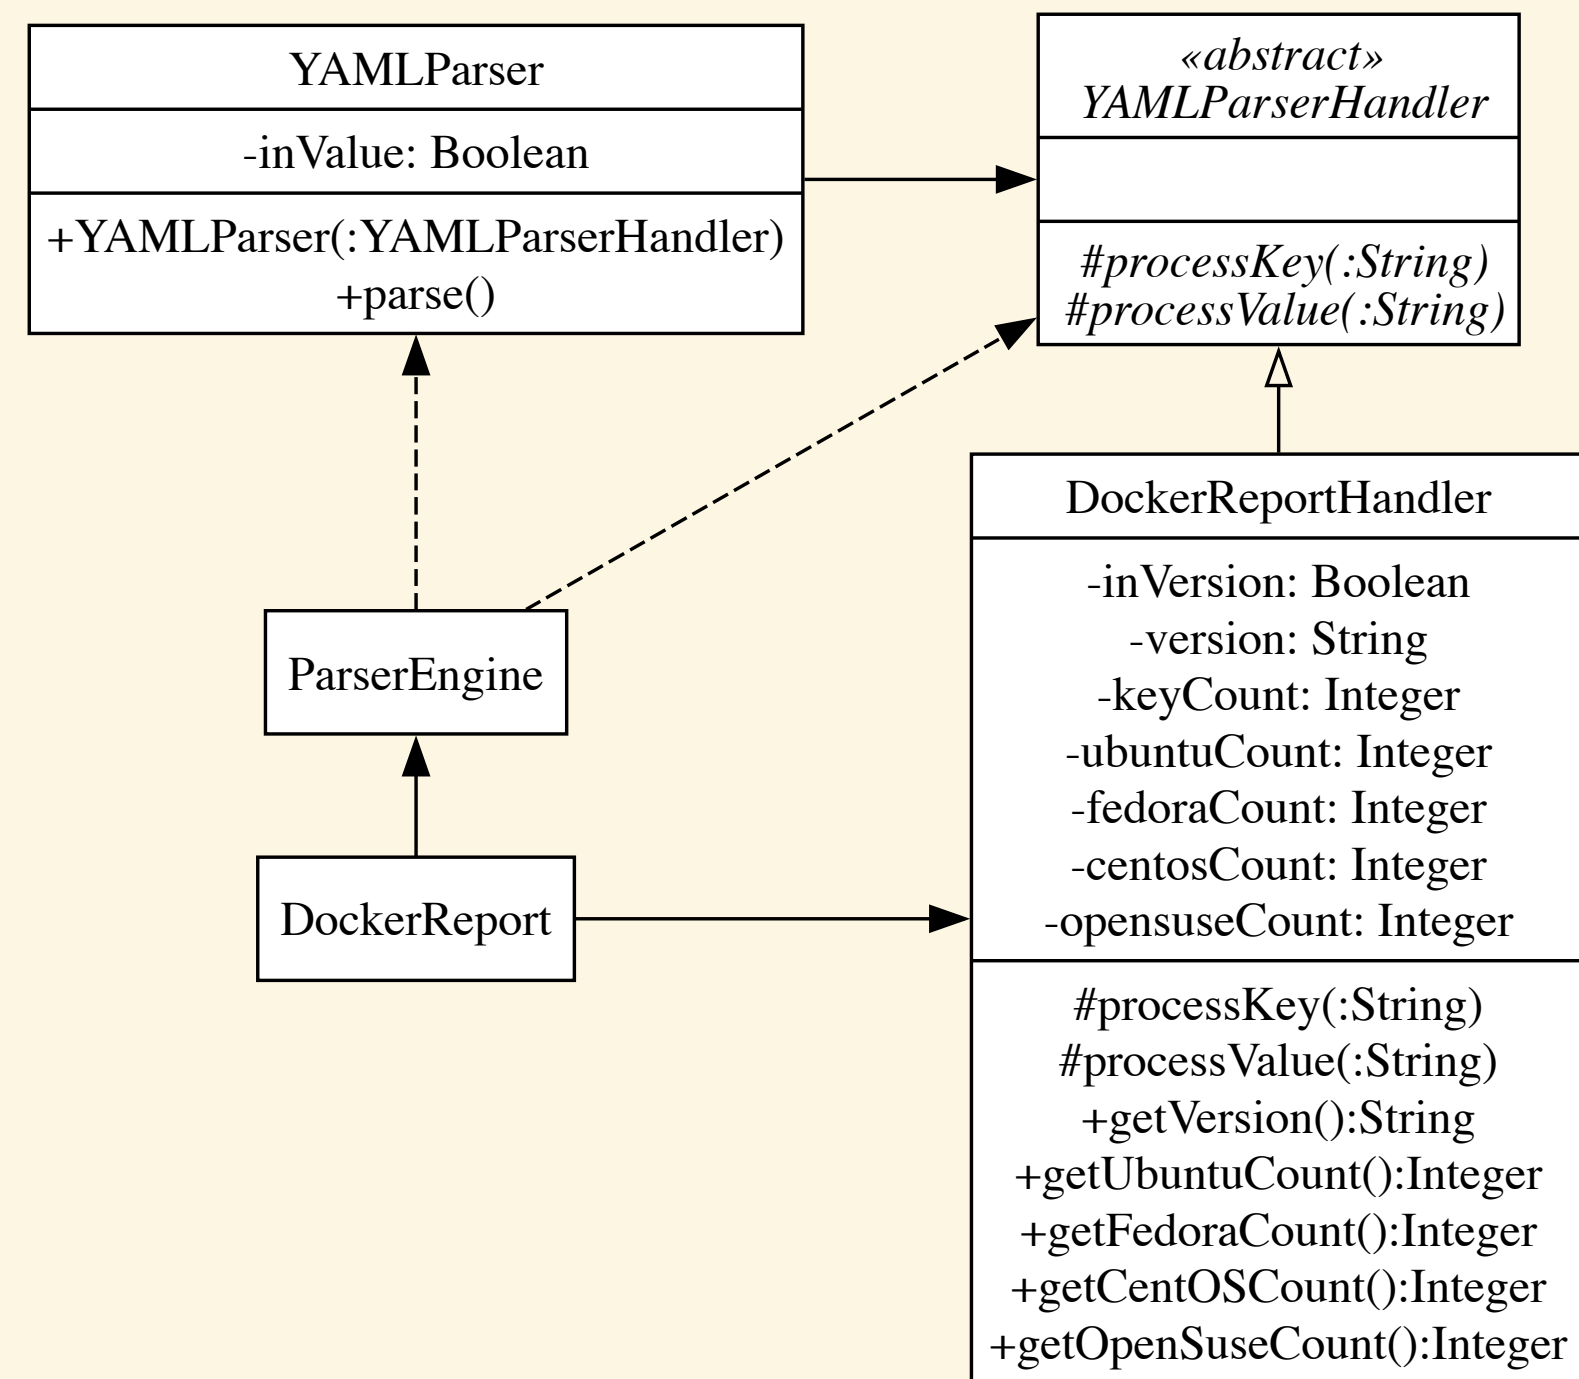 YAMLParser
-inValue: Boolean
+YAMLParser(:YAMLParserHandler)
+parse()
«abstract»
YAMLParserHandler
#processKey(:String)
#processValue(:String)
ParserEngine
DockerReport
DockerReportHandler
-inVersion: Boolean
-version: String
-keyCount: Integer
-ubuntuCount: Integer
-fedoraCount: Integer
-centosCount: Integer
-opensuseCount: Integer
#processKey(:String)
#processValue(:String)
+getVersion():String
+getUbuntuCount():Integer
+getFedoraCount():Integer
+getCentOSCount():Integer
+getOpenSuseCount():Integer